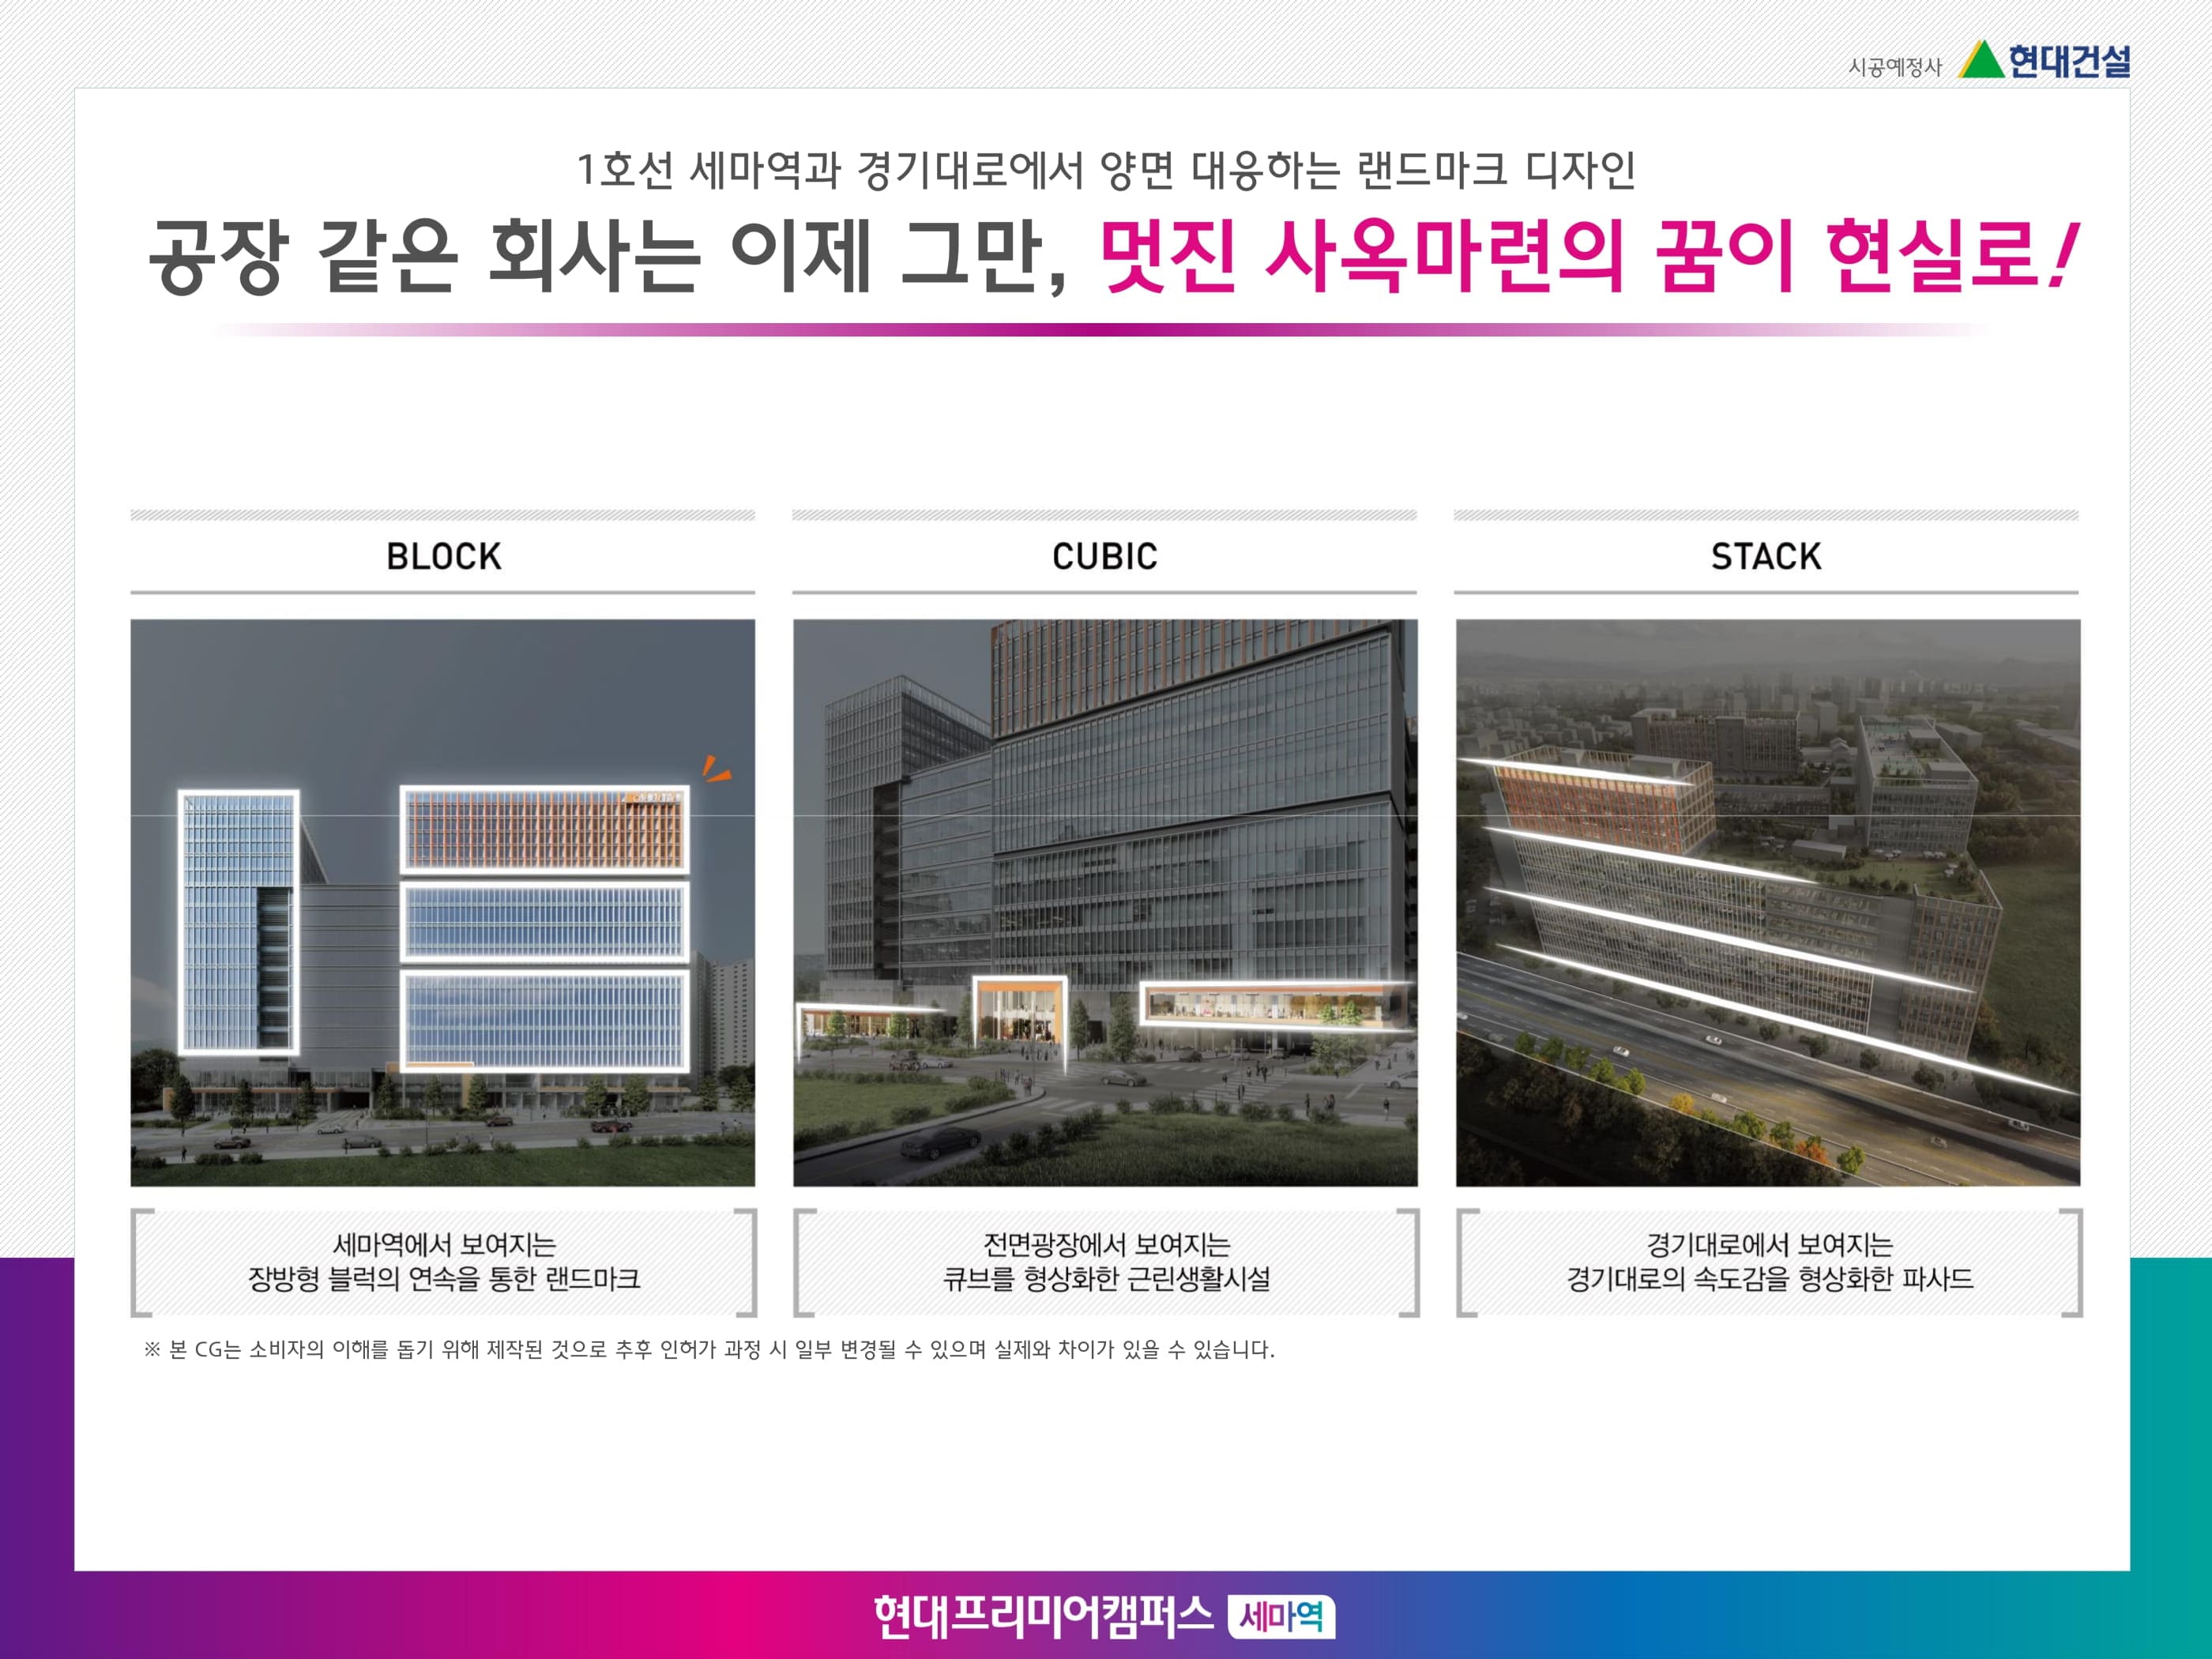 시공예정사 현대건설
1호선 세마역과 경기대로에서 양면 대응하는 랜드마크 디자인
공장 같은 회사는 이제 그만, 멋진 사옥마련의 꿈이 현실로!
BLOCK
CUBIC
STACK
세마역에서 보여지는
장방형 블럭의 연속을 통한 랜드마크
전면광장에서 보여지는
큐브를 형상화한 근린생활시설
경기대로에서 보여지는
경기대로의 속도감을 형상화한 파사드
※ 본 CG는 소비자의 이해를 돕기 위해 제작된 것으로 추후 인허가 과정 시 일부 변경될 수 있으며 실제와 차이가 있을 수 있습니다.
현대프리미어캠퍼스 세마역